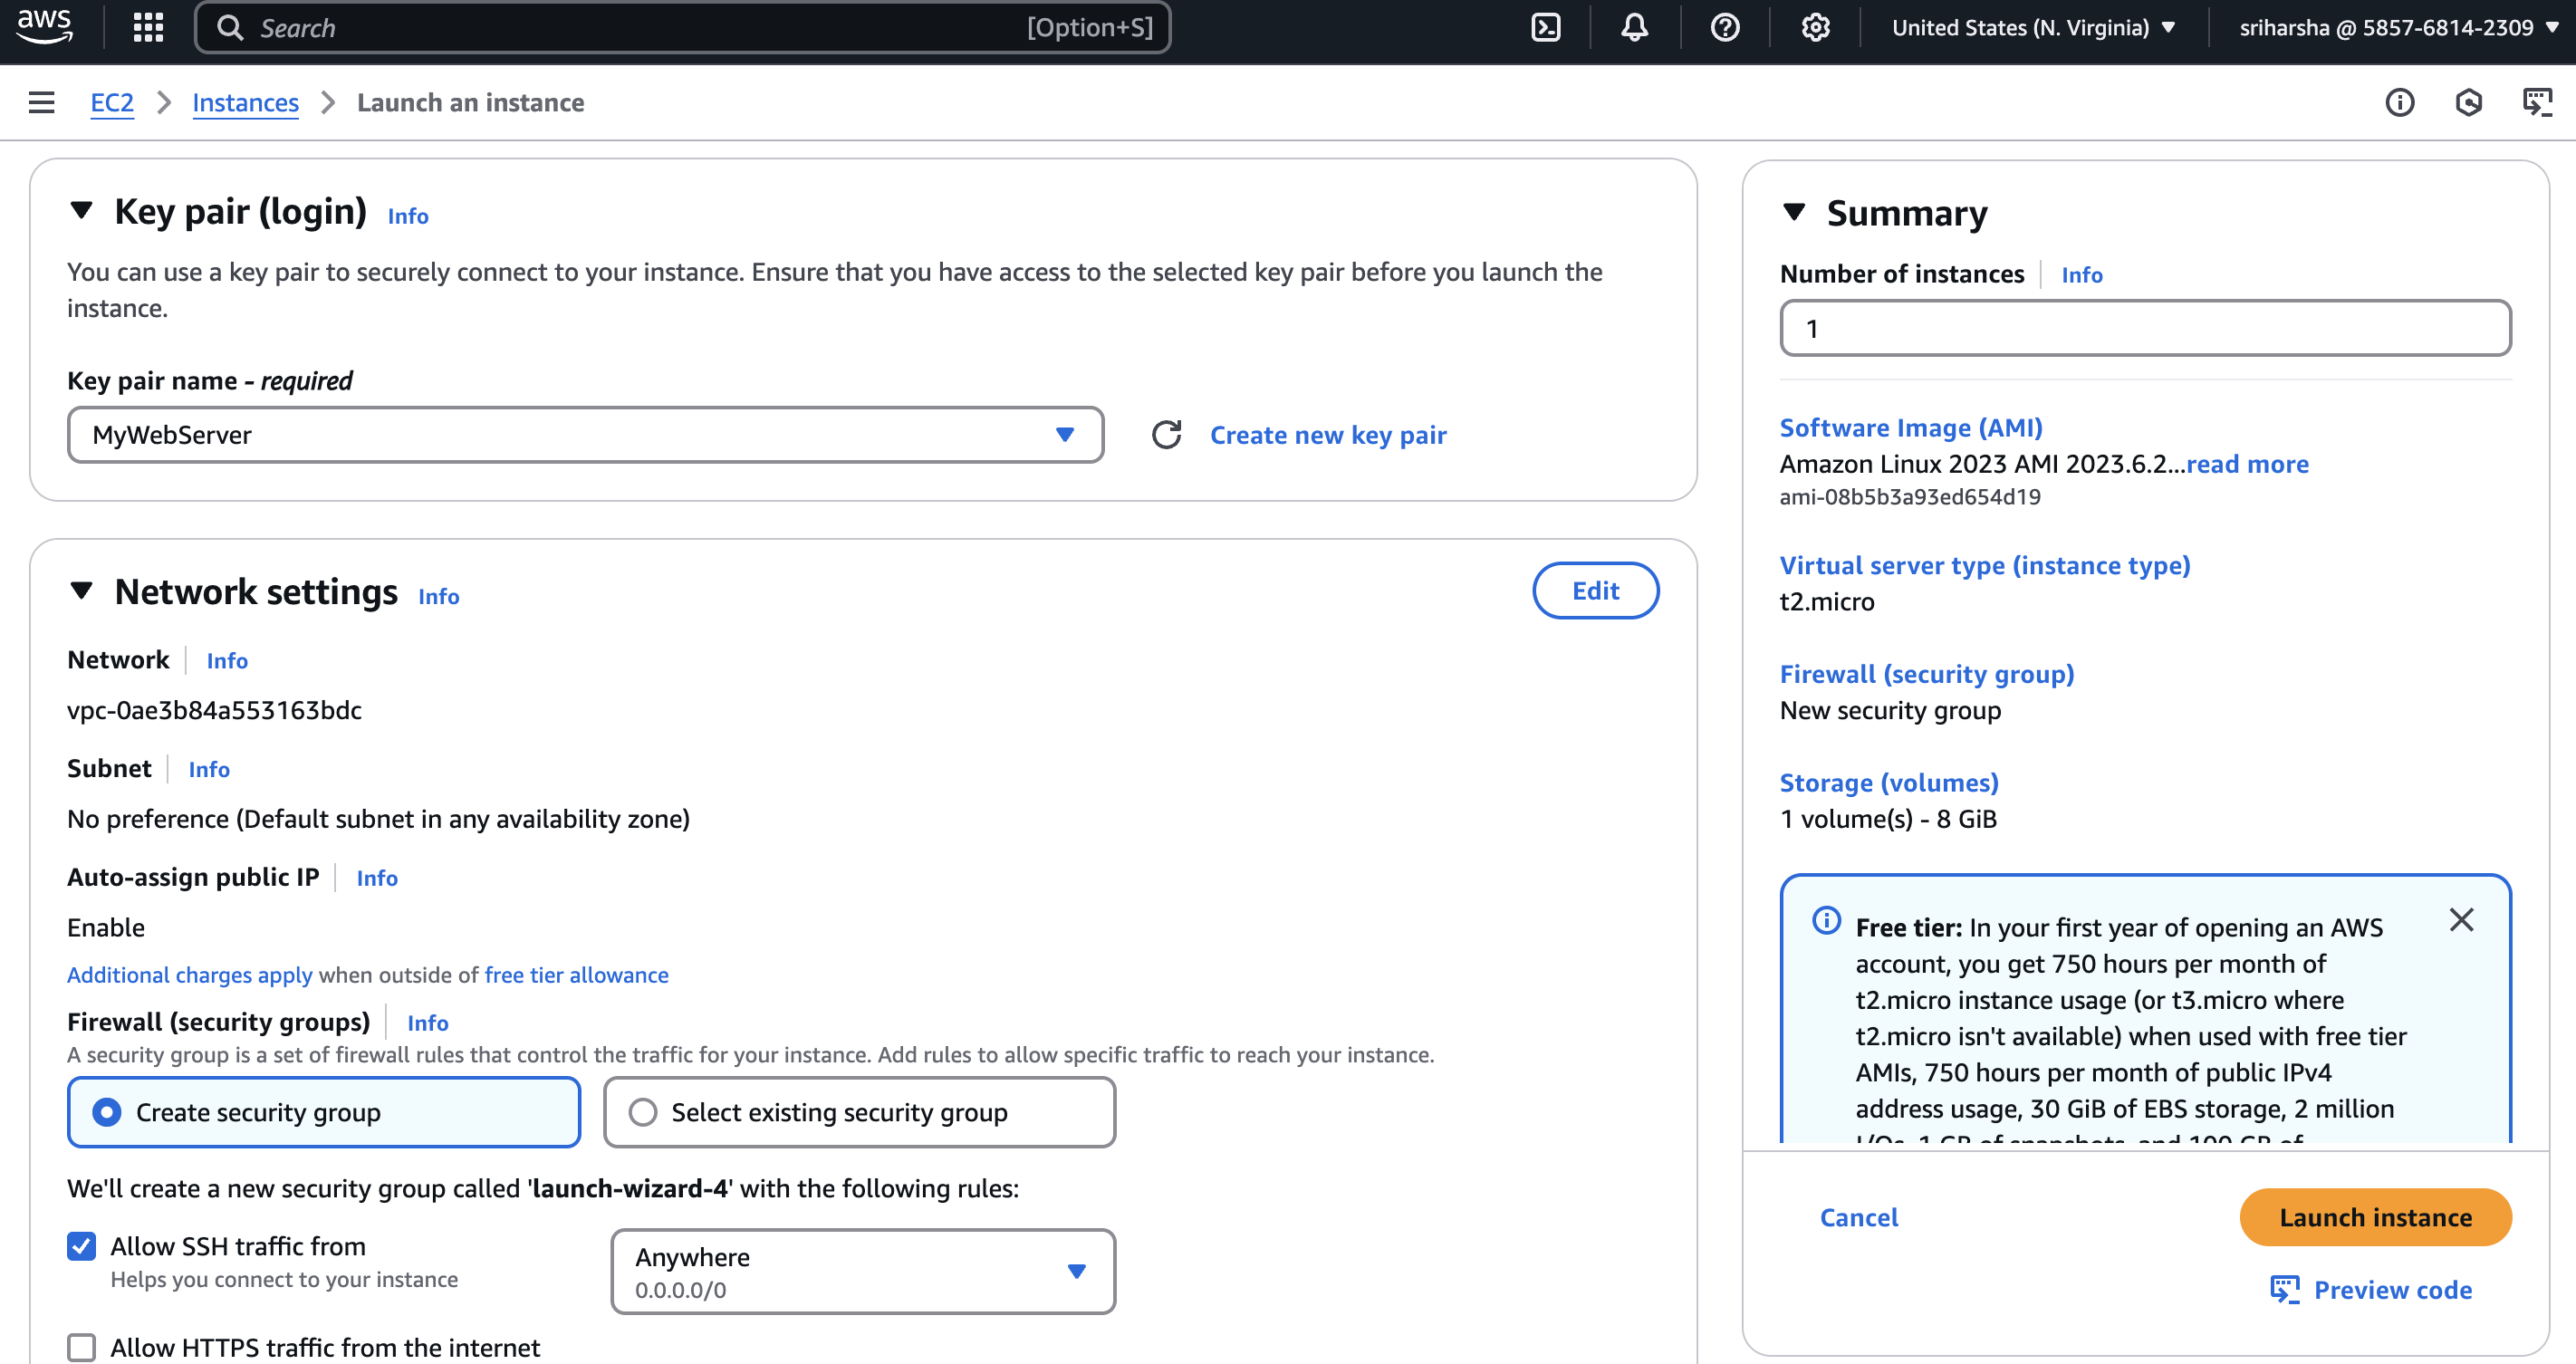 aws
Search [Option+S]
United States (N. Virginia)
sriharsha @ 5857-6814-2309
EC2 > Instances > Launch an instance
Key pair (login) Info
You can use a key pair to securely connect to your instance. Ensure that you have access to the selected key pair before you launch the
instance.
Key pair name - required
MyWebServer
Create new key pair
Network settings Info
Edit
Network Info
vpc-0ae3b84a553163bdc
Subnet Info
No preference (Default subnet in any availability zone)
Auto-assign public IP Info
Enable
Additional charges apply when outside of free tier allowance
Firewall (security groups) Info
A security group is a set of firewall rules that control the traffic for your instance. Add rules to allow specific traffic to reach your instance.
Create security group
Select existing security group
We'll create a new security group called 'launch-wizard-4' with the following rules:
Allow SSH traffic from
Helps you connect to your instance
Anywhere
0.0.0.0/0
Allow HTTPS traffic from the internet
Summary
Number of instances Info
1
Software Image (AMI)
Amazon Linux 2023 AMI 2023.6.2...read more
ami-08b5b3a93ed654d19
Virtual server type (instance type)
t2.micro
Firewall (security group)
New security group
Storage (volumes)
1 volume(s) - 8 GiB
Free tier: In your first year of opening an AWS
account, you get 750 hours per month of
t2.micro instance usage (or t3.micro where
t2.micro isn't available) when used with free tier
AMIs, 750 hours per month of public IPv4
address usage, 30 GiB of EBS storage, 2 million
I/Os, 1 GB of snapshots, and 100 GB of
Cancel
Launch instance
Preview code